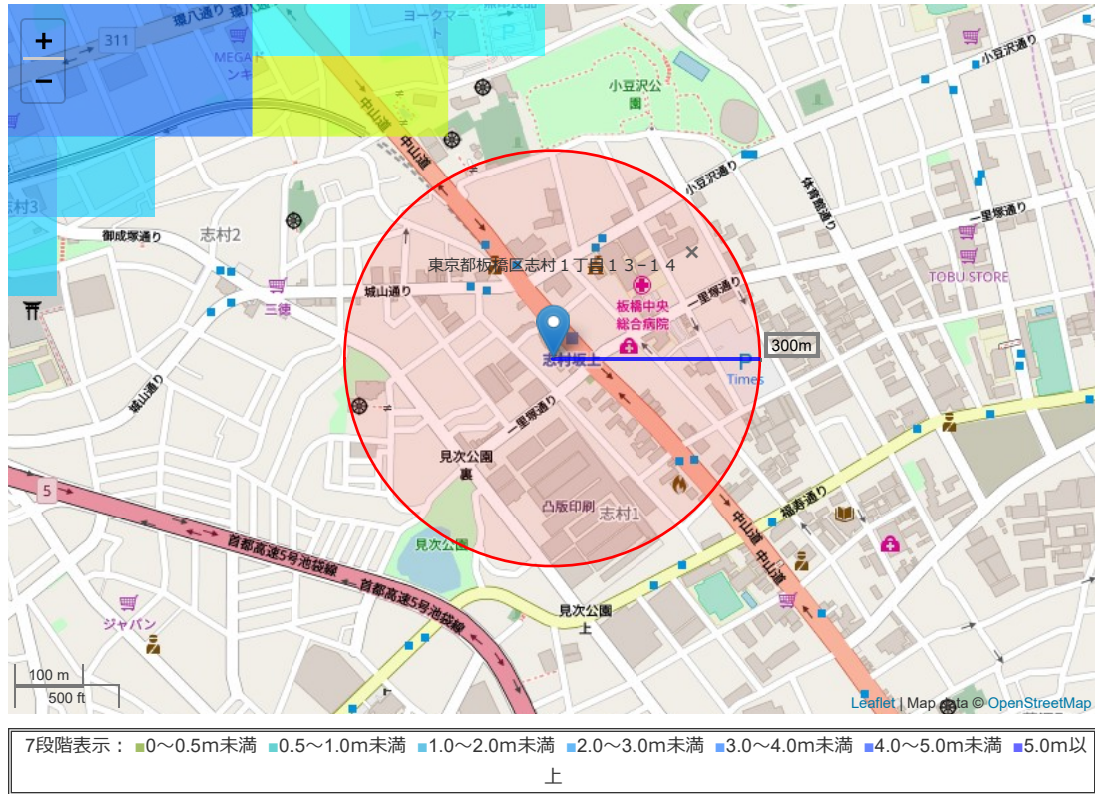 環八通り
環八通り
ヨークマー
ト
+
−
311
MEGAド
ンキ
中山道
中山道
小豆沢公
園
小豆沢通り
小豆沢通り
体育館通り
一里塚通り
志村3
御成塚通り
志村2
東京都板橋区志村１丁目１３−１４
×
TOBU STORE
城山通り
三徳
板橋中央
総合病院
一里塚通り
300m
志村坂上
P
Times
城山通り
一里塚通り
見次公園
裏
5
凸版印刷
志村1
福寿通り
見次公園
首都高速5号池袋線
首都高速5号池袋線
中山道
中山道
見次公園
上
ジャパン
100 m
500 ft
Leaflet | Map data © OpenStreetMap
7段階表示： ■0～0.5m未満 ■0.5～1.0m未満 ■1.0～2.0m未満 ■2.0～3.0m未満 ■3.0～4.0m未満 ■4.0～5.0m未満 ■5.0m以
上